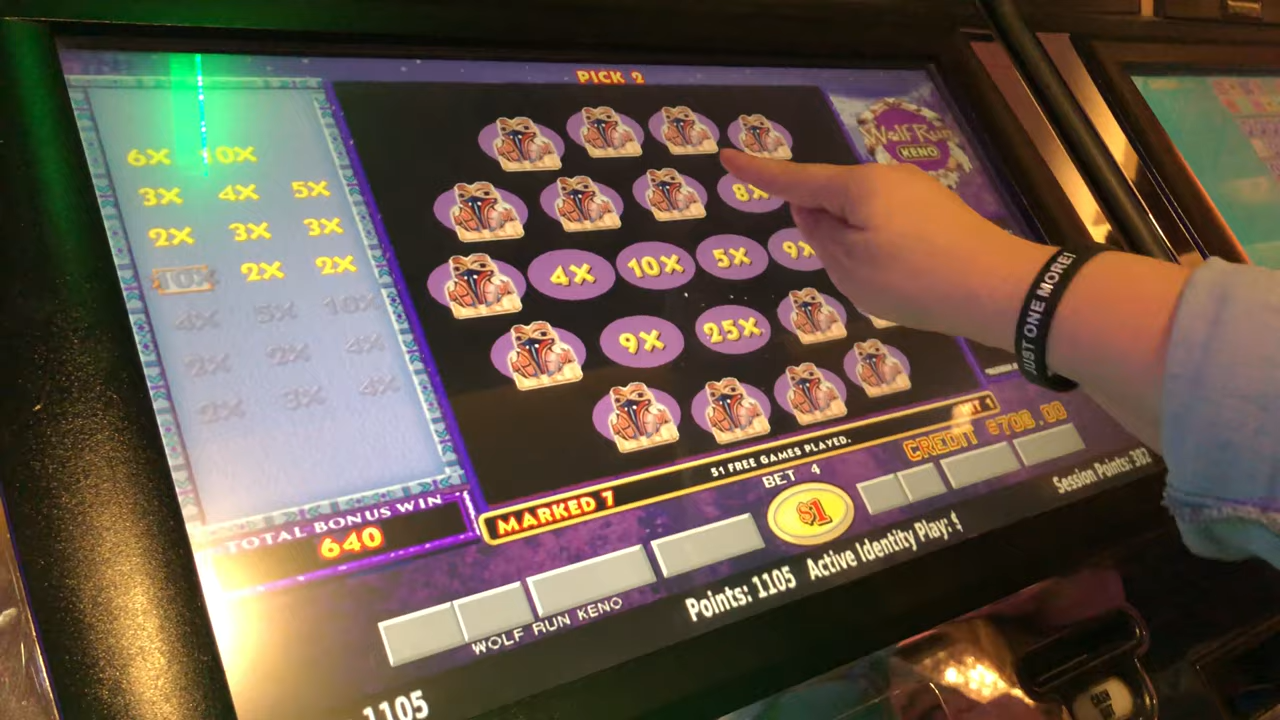 PICK 2
Wolf Run
KENO
6X 10X
3X 4X 5X
2X 3X 3X
10X 2X 2X
4X 5X 10X
2X 2X 4X
2X 3X 4X
8X
4X 10X 5X 9X
9X 25X
JUST ONE MORE!
HIT 1
51 FREE GAMES PLAYED.
CREDIT $708.00
MARKED 7
BET 4
$1
TOTAL BONUS WIN
640
Session Points: 382
Points: 1105 Active Identity Play: $
WOLF RUN KENO
1105
CASH